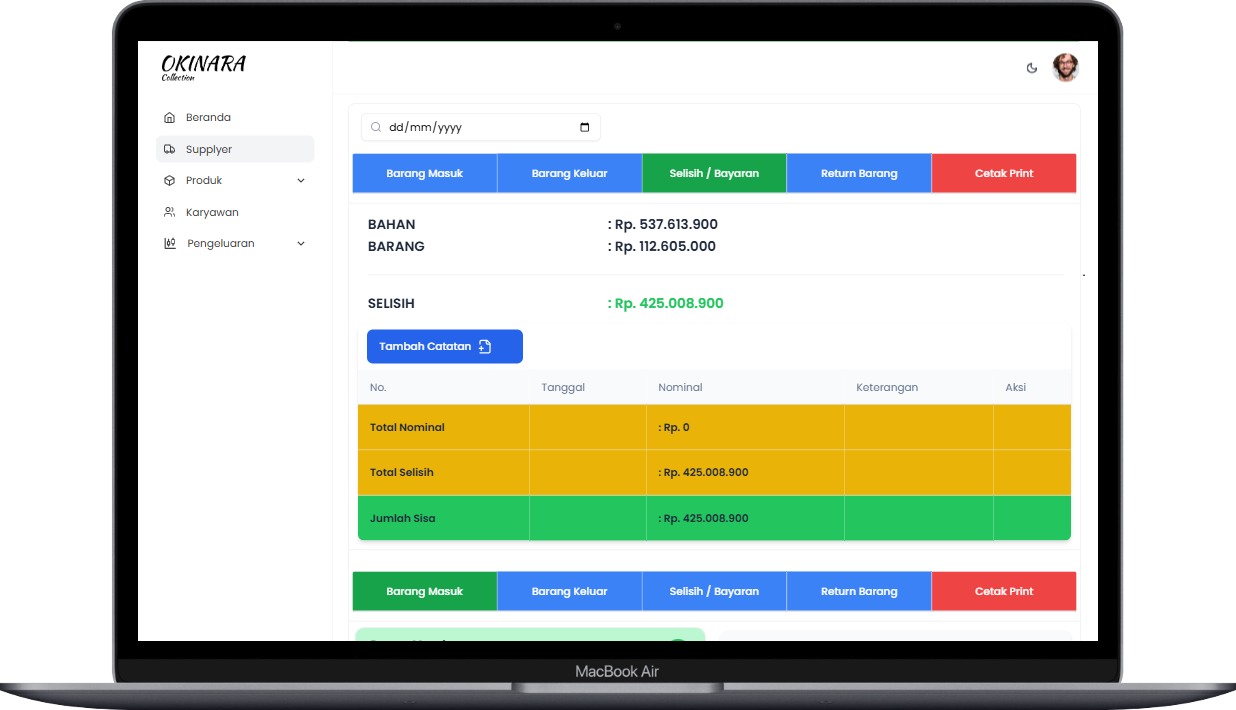 OKINARA
Collection
Beranda
Supplyer
Produk
Karyawan
Pengeluaran
dd/mm/yyyy
Barang Masuk Barang Keluar Selisih / Bayaran Return Barang Cetak Print
BAHAN : Rp. 537.613.900
BARANG : Rp. 112.605.000
SELISIH : Rp. 425.008.900
Tambah Catatan
No. Tanggal Nominal Keterangan Aksi
Total Nominal : Rp. 0
Total Selisih : Rp. 425.008.900
Jumlah Sisa : Rp. 425.008.900
Barang Masuk Barang Keluar Selisih / Bayaran Return Barang Cetak Print
MacBook Air